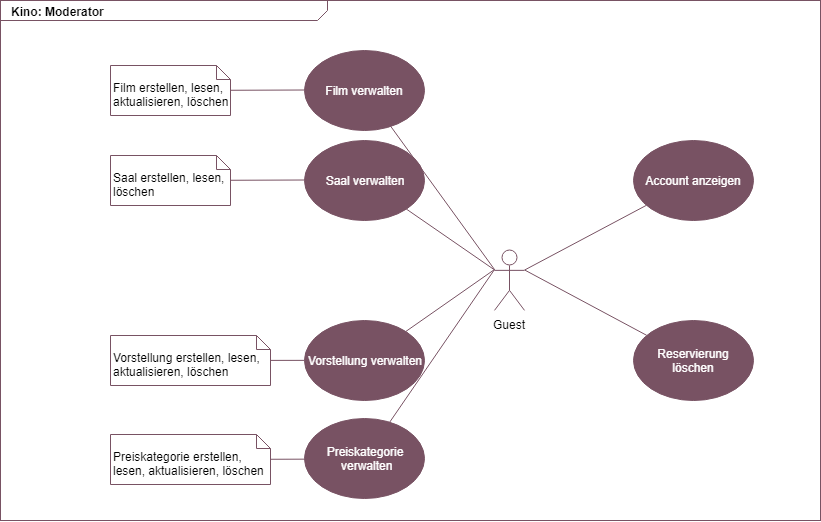 Kino: Moderator
Film erstellen, lesen,
aktualisieren, löschen
Film verwalten
Saal erstellen, lesen,
löschen
Saal verwalten
Account anzeigen
Guest
Vorstellung erstellen, lesen,
aktualisieren, löschen
Vorstellung verwalten
Reservierung
löschen
Preiskategorie erstellen,
lesen, aktualisieren, löschen
Preiskategorie
verwalten